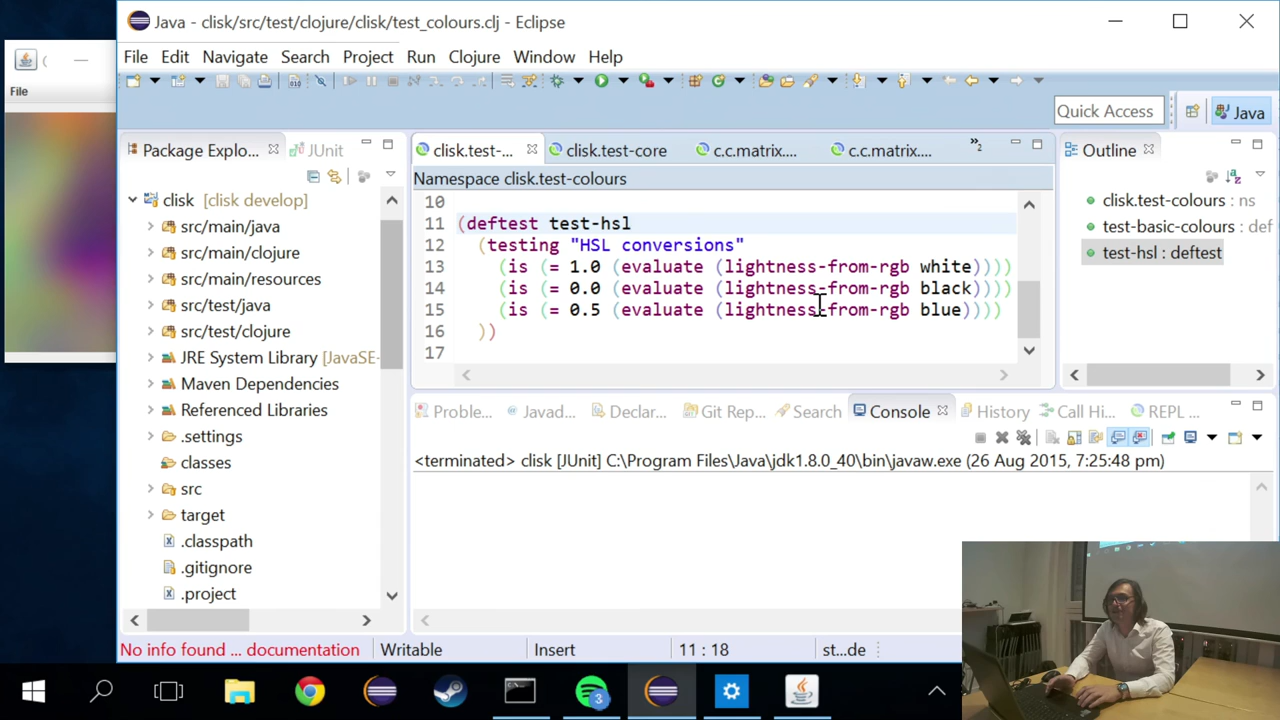 Java - clisk/src/test/clojure/clisk/test_colours.clj - Eclipse
File Edit Navigate Search Project Run Clojure Window Help
File
Quick Access
Java
Package Explo...
JUnit
clisk [clisk develop]
src/main/java
src/main/clojure
src/main/resources
src/test/java
src/test/clojure
JRE System Library [JavaSE-
Maven Dependencies
Referenced Libraries
.settings
classes
src
target
.classpath
.gitignore
.project
clisk.test-... clisk.test-core c.c.matrix.... c.c.matrix.... »2
Namespace clisk.test-colours
10
11 (deftest test-hsl
12 (testing "HSL conversions"
13 (is (= 1.0 (evaluate (lightness-from-rgb white))))
14 (is (= 0.0 (evaluate (lightness-from-rgb black))))
15 (is (= 0.5 (evaluate (lightness-from-rgb blue))))
16 ))
17
Outline
clisk.test-colours : ns
test-basic-colours : def
test-hsl : deftest
Proble... Javad... Declar... Git Rep... Search Console History Call Hi... REPL ...
<terminated> clisk [JUnit] C:\Program Files\Java\jdk1.8.0_40\bin\javaw.exe (26 Aug 2015, 7:25:48 pm)
No info found ... documentation Writable Insert 11 : 18 st...de
3